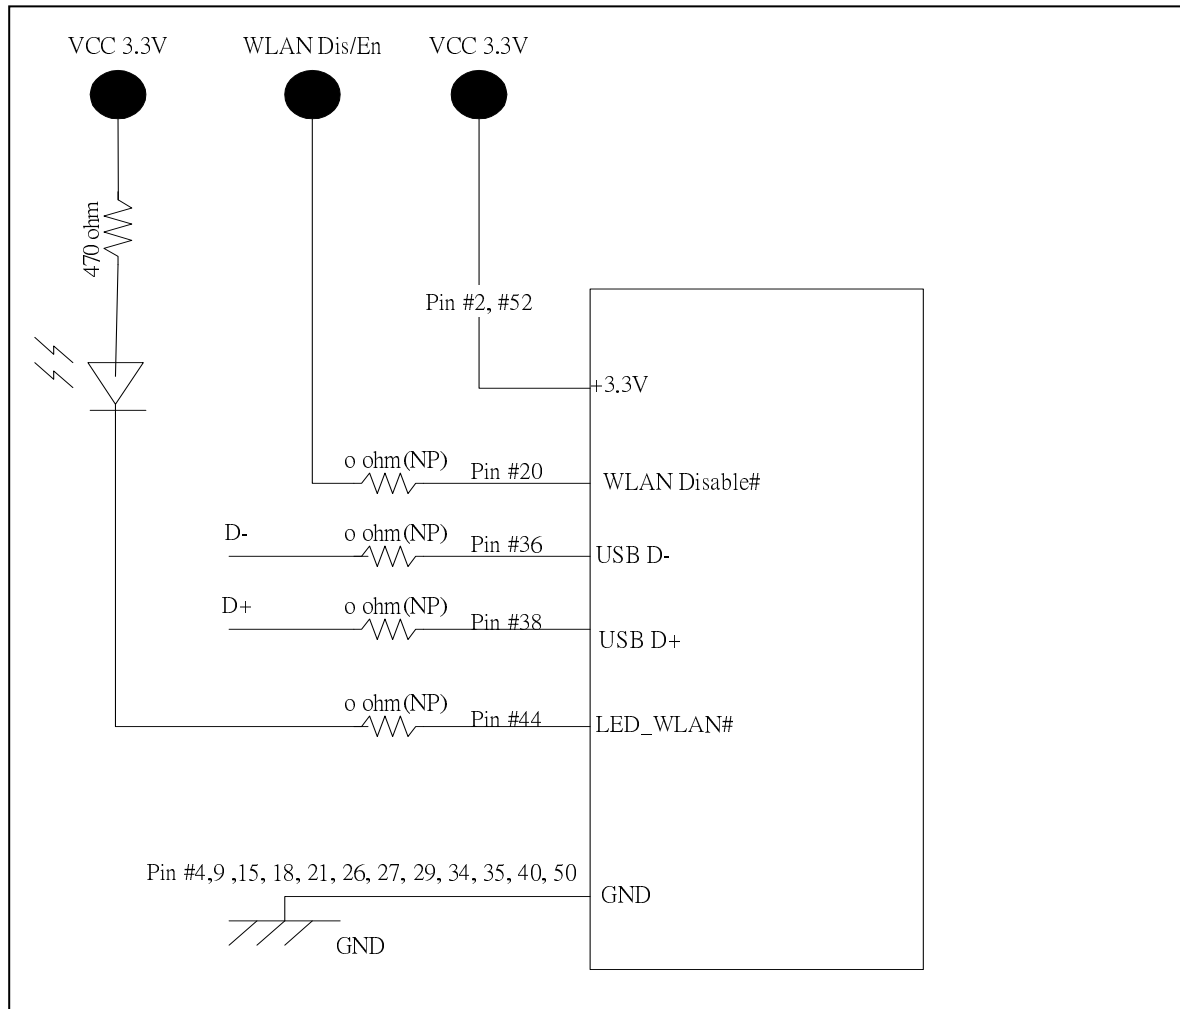 VCC 3.3V
WLAN Dis/En
VCC 3.3V
470 ohm
Pin #2, #52
+3.3V
o ohm(NP)
Pin #20
WLAN Disable#
D-
o ohm(NP)
Pin #36
USB D-
D+
o ohm(NP)
Pin #38
USB D+
o ohm(NP)
Pin #44
LED_WLAN#
Pin #4,9 ,15, 18, 21, 26, 27, 29, 34, 35, 40, 50
GND
GND